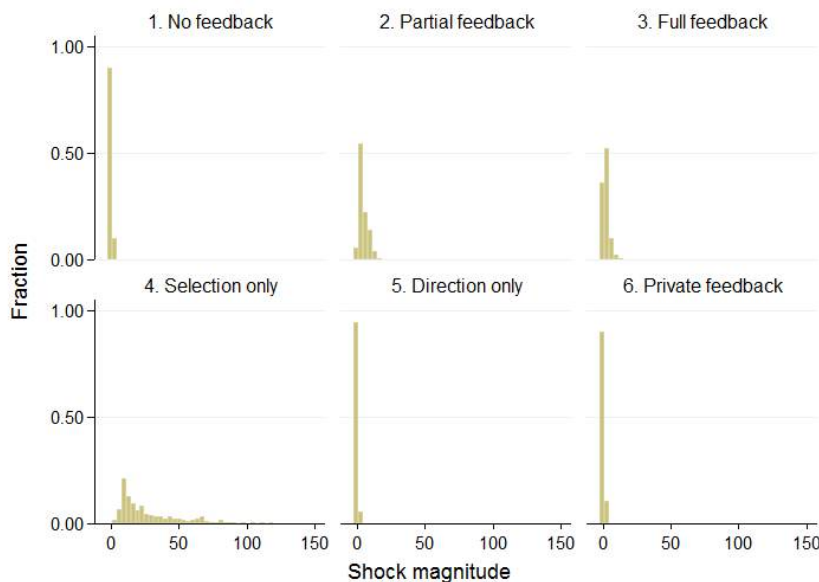 1. No feedback
2. Partial feedback
3. Full feedback
1.00
0.50
0.00
4. Selection only
5. Direction only
6. Private feedback
1.00
0.50
0.00
0 50 100 150
0 50 100 150
0 50 100 150
Fraction
Shock magnitude